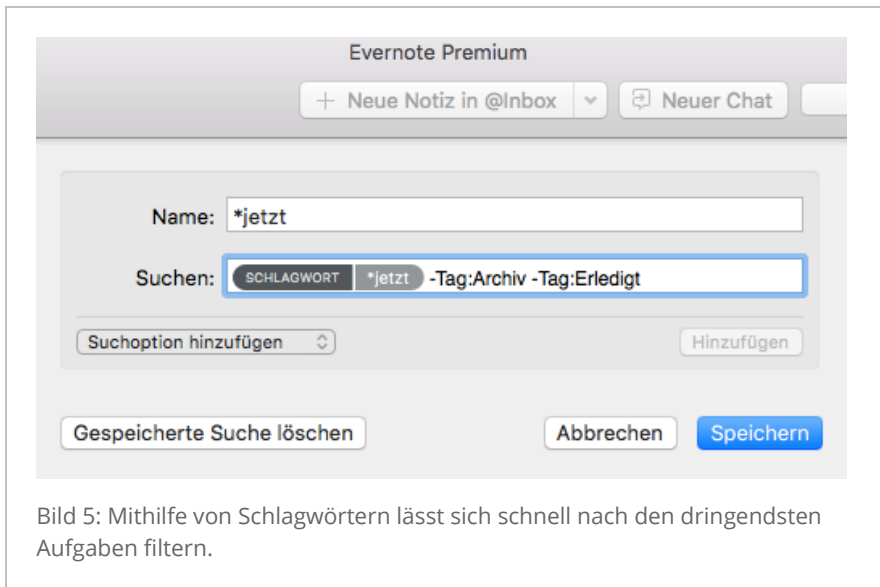 Evernote Premium
+ Neue Notiz in @Inbox
Neuer Chat
Name: *jetzt
Suchen: SCHLAGWORT *jetzt -Tag:Archiv -Tag:Erledigt
Suchoption hinzufügen
Hinzufügen
Gespeicherte Suche löschen
Abbrechen
Speichern
Bild 5: Mithilfe von Schlagwörtern lässt sich schnell nach den dringendsten
Aufgaben filtern.